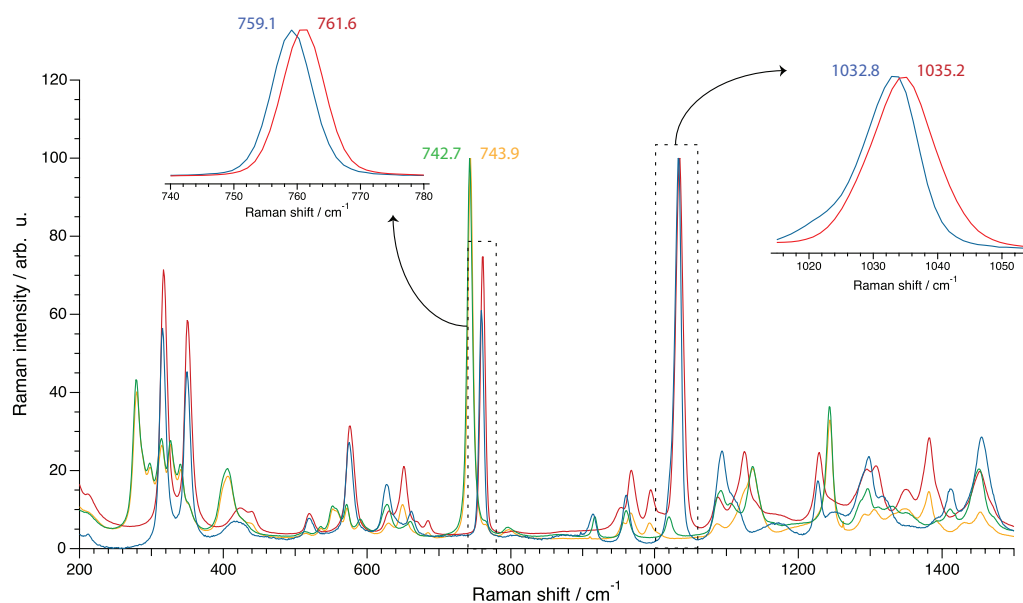 759.1 761.6
740 750 760 770 780
Raman shift / cm-1
1032.8 1035.2
1020 1030 1040 1050
Raman shift / cm-1
742.7 743.9
120
100
80
60
40
20
0
Raman intensity / arb. u.
200 400 600 800 1000 1200 1400
Raman shift / cm-1